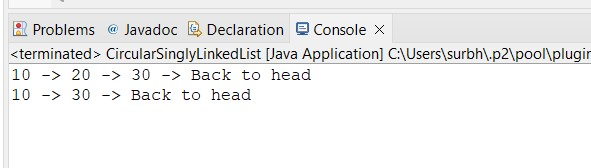 Problems @ Javadoc Declaration Console
<terminated> CircularSinglyLinkedList [Java Application] C:\Users\surbh\.p2\pool\plugin
10 -> 20 -> 30 -> Back to head
10 -> 30 -> Back to head